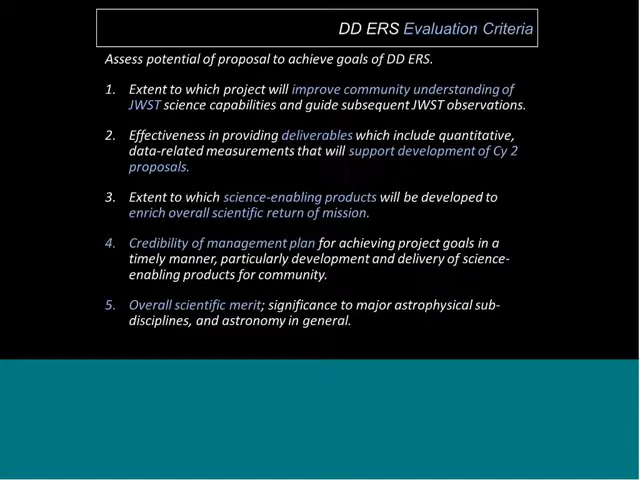 DD ERS Evaluation Criteria
Assess potential of proposal to achieve goals of DD ERS.
1. Extent to which project will improve community understanding of
JWST science capabilities and guide subsequent JWST observations.
2. Effectiveness in providing deliverables which include quantitative,
data-related measurements that will support development of Cy 2
proposals.
3. Extent to which science-enabling products will be developed to
enrich overall scientific return of mission.
4. Credibility of management plan for achieving project goals in a
timely manner, particularly development and delivery of science-
enabling products for community.
5. Overall scientific merit; significance to major astrophysical sub-
disciplines, and astronomy in general.